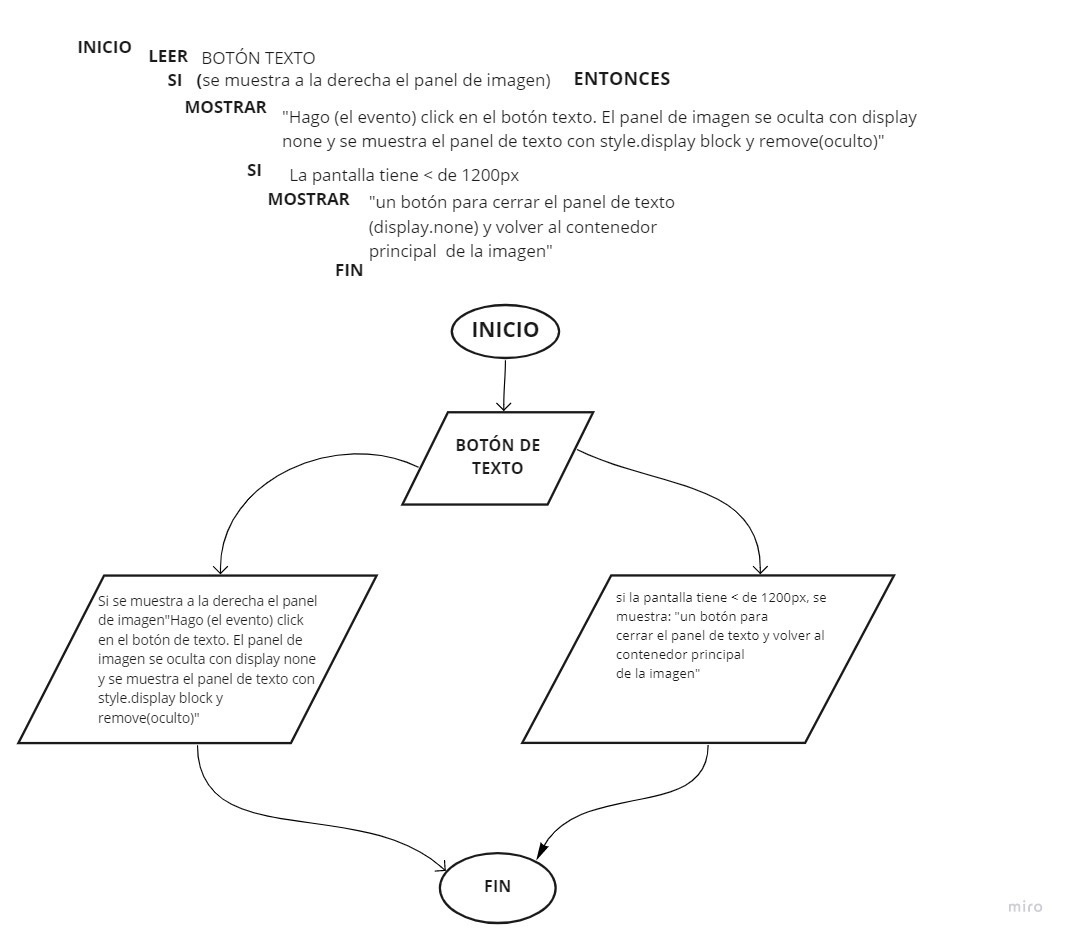 INICIO
LEER BOTÓN TEXTO
SI (se muestra a la derecha el panel de imagen) ENTONCES
MOSTRAR "Hago (el evento) click en el botón texto. El panel de imagen se oculta con display
none y se muestra el panel de texto con style.display block y remove(oculto)"
SI La pantalla tiene < de 1200px
MOSTRAR "un botón para cerrar el panel de texto
(display.none) y volver al contenedor
principal de la imagen"
FIN
INICIO
BOTÓN DE
TEXTO
Si se muestra a la derecha el panel
de imagen"Hago (el evento) click
en el botón de texto. El panel de
imagen se oculta con display none
y se muestra el panel de texto con
style.display block y
remove(oculto)"
si la pantalla tiene < de 1200px, se
muestra: "un botón para
cerrar el panel de texto y volver al
contenedor principal
de la imagen"
FIN
miro